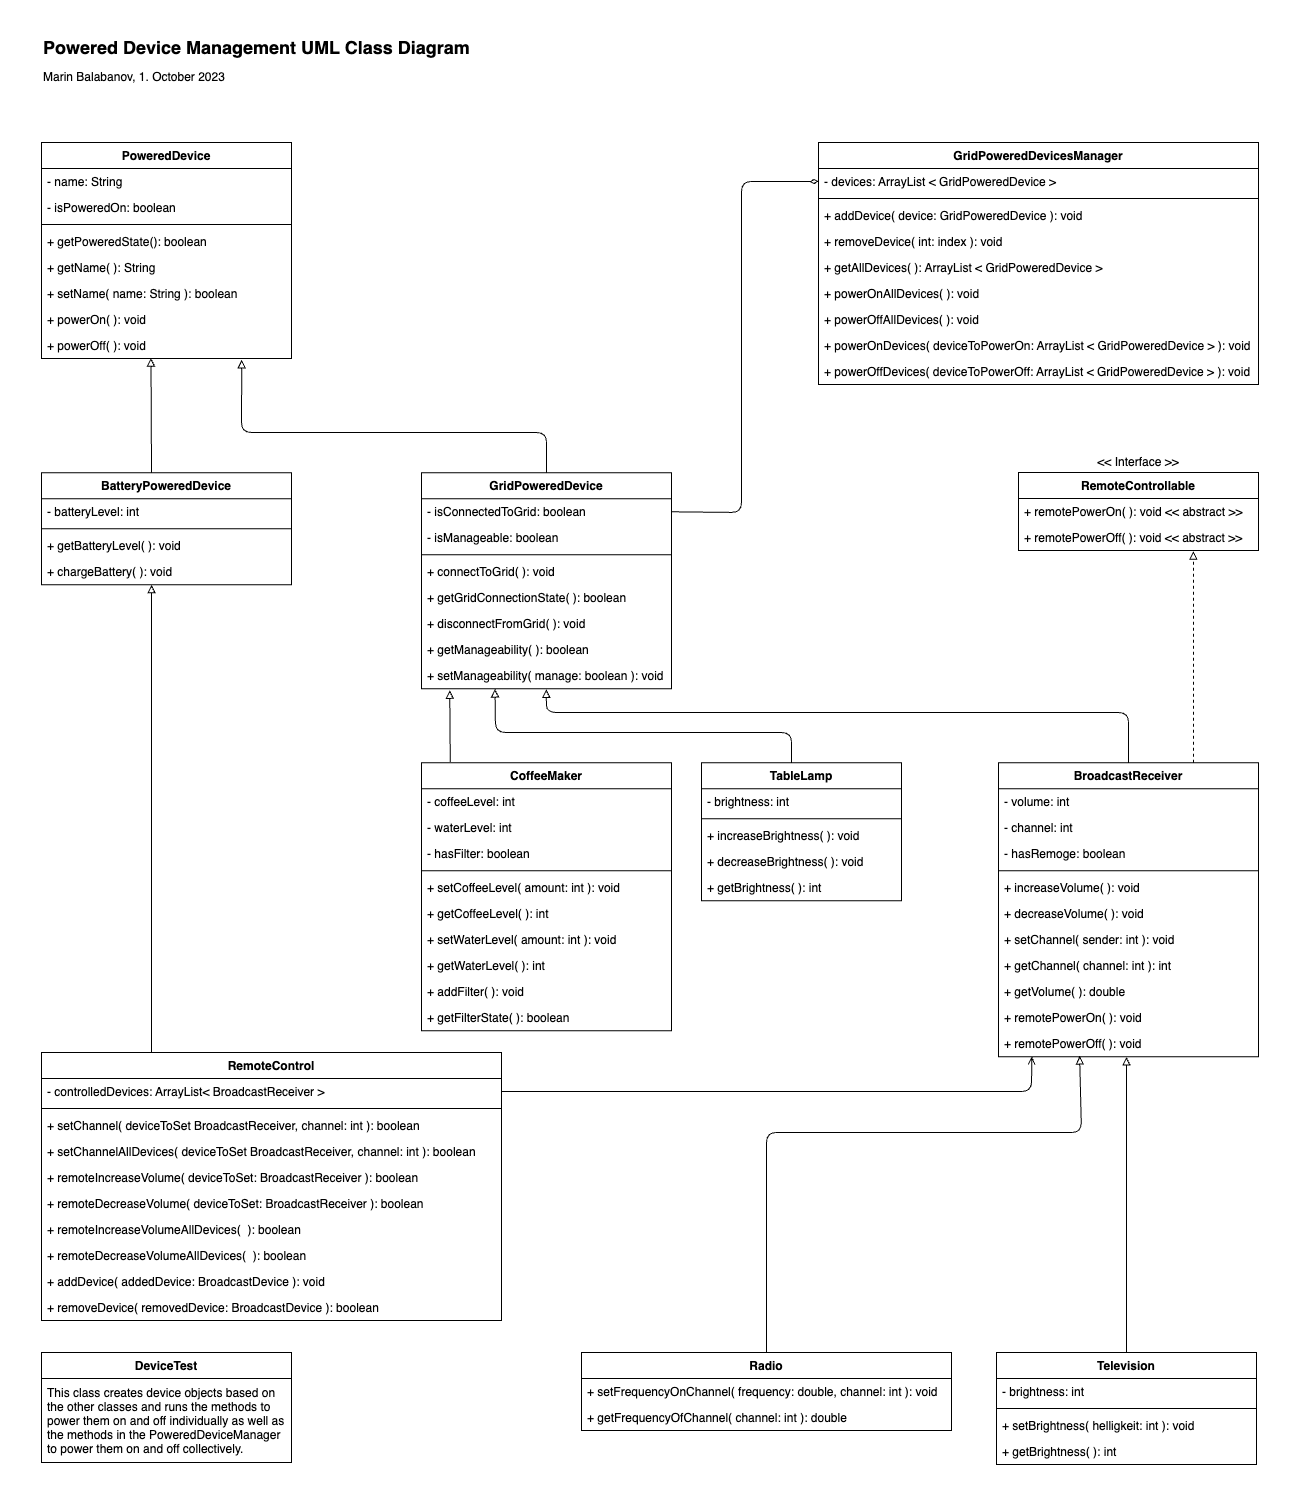 Powered Device Management UML Class Diagram
Marin Balabanov, 1. October 2023
PoweredDevice
- name: String
- isPoweredOn: boolean
+ getPoweredState(): boolean
+ getName( ): String
+ setName( name: String ): boolean
+ powerOn( ): void
+ powerOff( ): void
GridPoweredDevicesManager
- devices: ArrayList < GridPoweredDevice >
+ addDevice( device: GridPoweredDevice ): void
+ removeDevice( int: index ): void
+ getAllDevices( ): ArrayList < GridPoweredDevice >
+ powerOnAllDevices( ): void
+ powerOffAllDevices( ): void
+ powerOnDevices( deviceToPowerOn: ArrayList < GridPoweredDevice > ): void
+ powerOffDevices( deviceToPowerOff: ArrayList < GridPoweredDevice > ): void
BatteryPoweredDevice
- batteryLevel: int
+ getBatteryLevel( ): void
+ chargeBattery( ): void
GridPoweredDevice
- isConnectedToGrid: boolean
- isManageable: boolean
+ connectToGrid( ): void
+ getGridConnectionState( ): boolean
+ disconnectFromGrid( ): void
+ getManageability( ): boolean
+ setManageability( manage: boolean ): void
<< Interface >>
RemoteControllable
+ remotePowerOn( ): void << abstract >>
+ remotePowerOff( ): void << abstract >>
CoffeeMaker
- coffeeLevel: int
- waterLevel: int
- hasFilter: boolean
+ setCoffeeLevel( amount: int ): void
+ getCoffeeLevel( ): int
+ setWaterLevel( amount: int ): void
+ getWaterLevel( ): int
+ addFilter( ): void
+ getFilterState( ): boolean
TableLamp
- brightness: int
+ increaseBrightness( ): void
+ decreaseBrightness( ): void
+ getBrightness( ): int
BroadcastReceiver
- volume: int
- channel: int
- hasRemoge: boolean
+ increaseVolume( ): void
+ decreaseVolume( ): void
+ setChannel( sender: int ): void
+ getChannel( channel: int ): int
+ getVolume( ): double
+ remotePowerOn( ): void
+ remotePowerOff( ): void
RemoteControl
- controlledDevices: ArrayList< BroadcastReceiver >
+ setChannel( deviceToSet BroadcastReceiver, channel: int ): boolean
+ setChannelAllDevices( deviceToSet BroadcastReceiver, channel: int ): boolean
+ remoteIncreaseVolume( deviceToSet: BroadcastReceiver ): boolean
+ remoteDecreaseVolume( deviceToSet: BroadcastReceiver ): boolean
+ remoteIncreaseVolumeAllDevices(  ): boolean
+ remoteDecreaseVolumeAllDevices(  ): boolean
+ addDevice( addedDevice: BroadcastDevice ): void
+ removeDevice( removedDevice: BroadcastDevice ): boolean
DeviceTest
This class creates device objects based on
the other classes and runs the methods to
power them on and off individually as well as
the methods in the PoweredDeviceManager
to power them on and off collectively.
Radio
+ setFrequencyOnChannel( frequency: double, channel: int ): void
+ getFrequencyOfChannel( channel: int ): double
Television
- brightness: int
+ setBrightness( helligkeit: int ): void
+ getBrightness( ): int